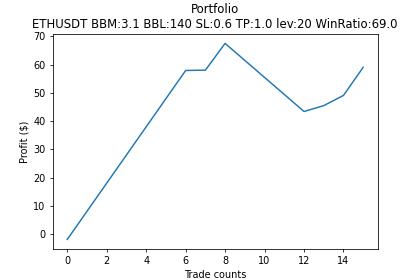 Portfolio
ETHUSDT BBM:3.1 BBL:140 SL:0.6 TP:1.0 lev:20 WinRatio:69.0
70
60
50
40
30
20
10
0
Profit ($)
0 2 4 6 8 10 12 14
Trade counts